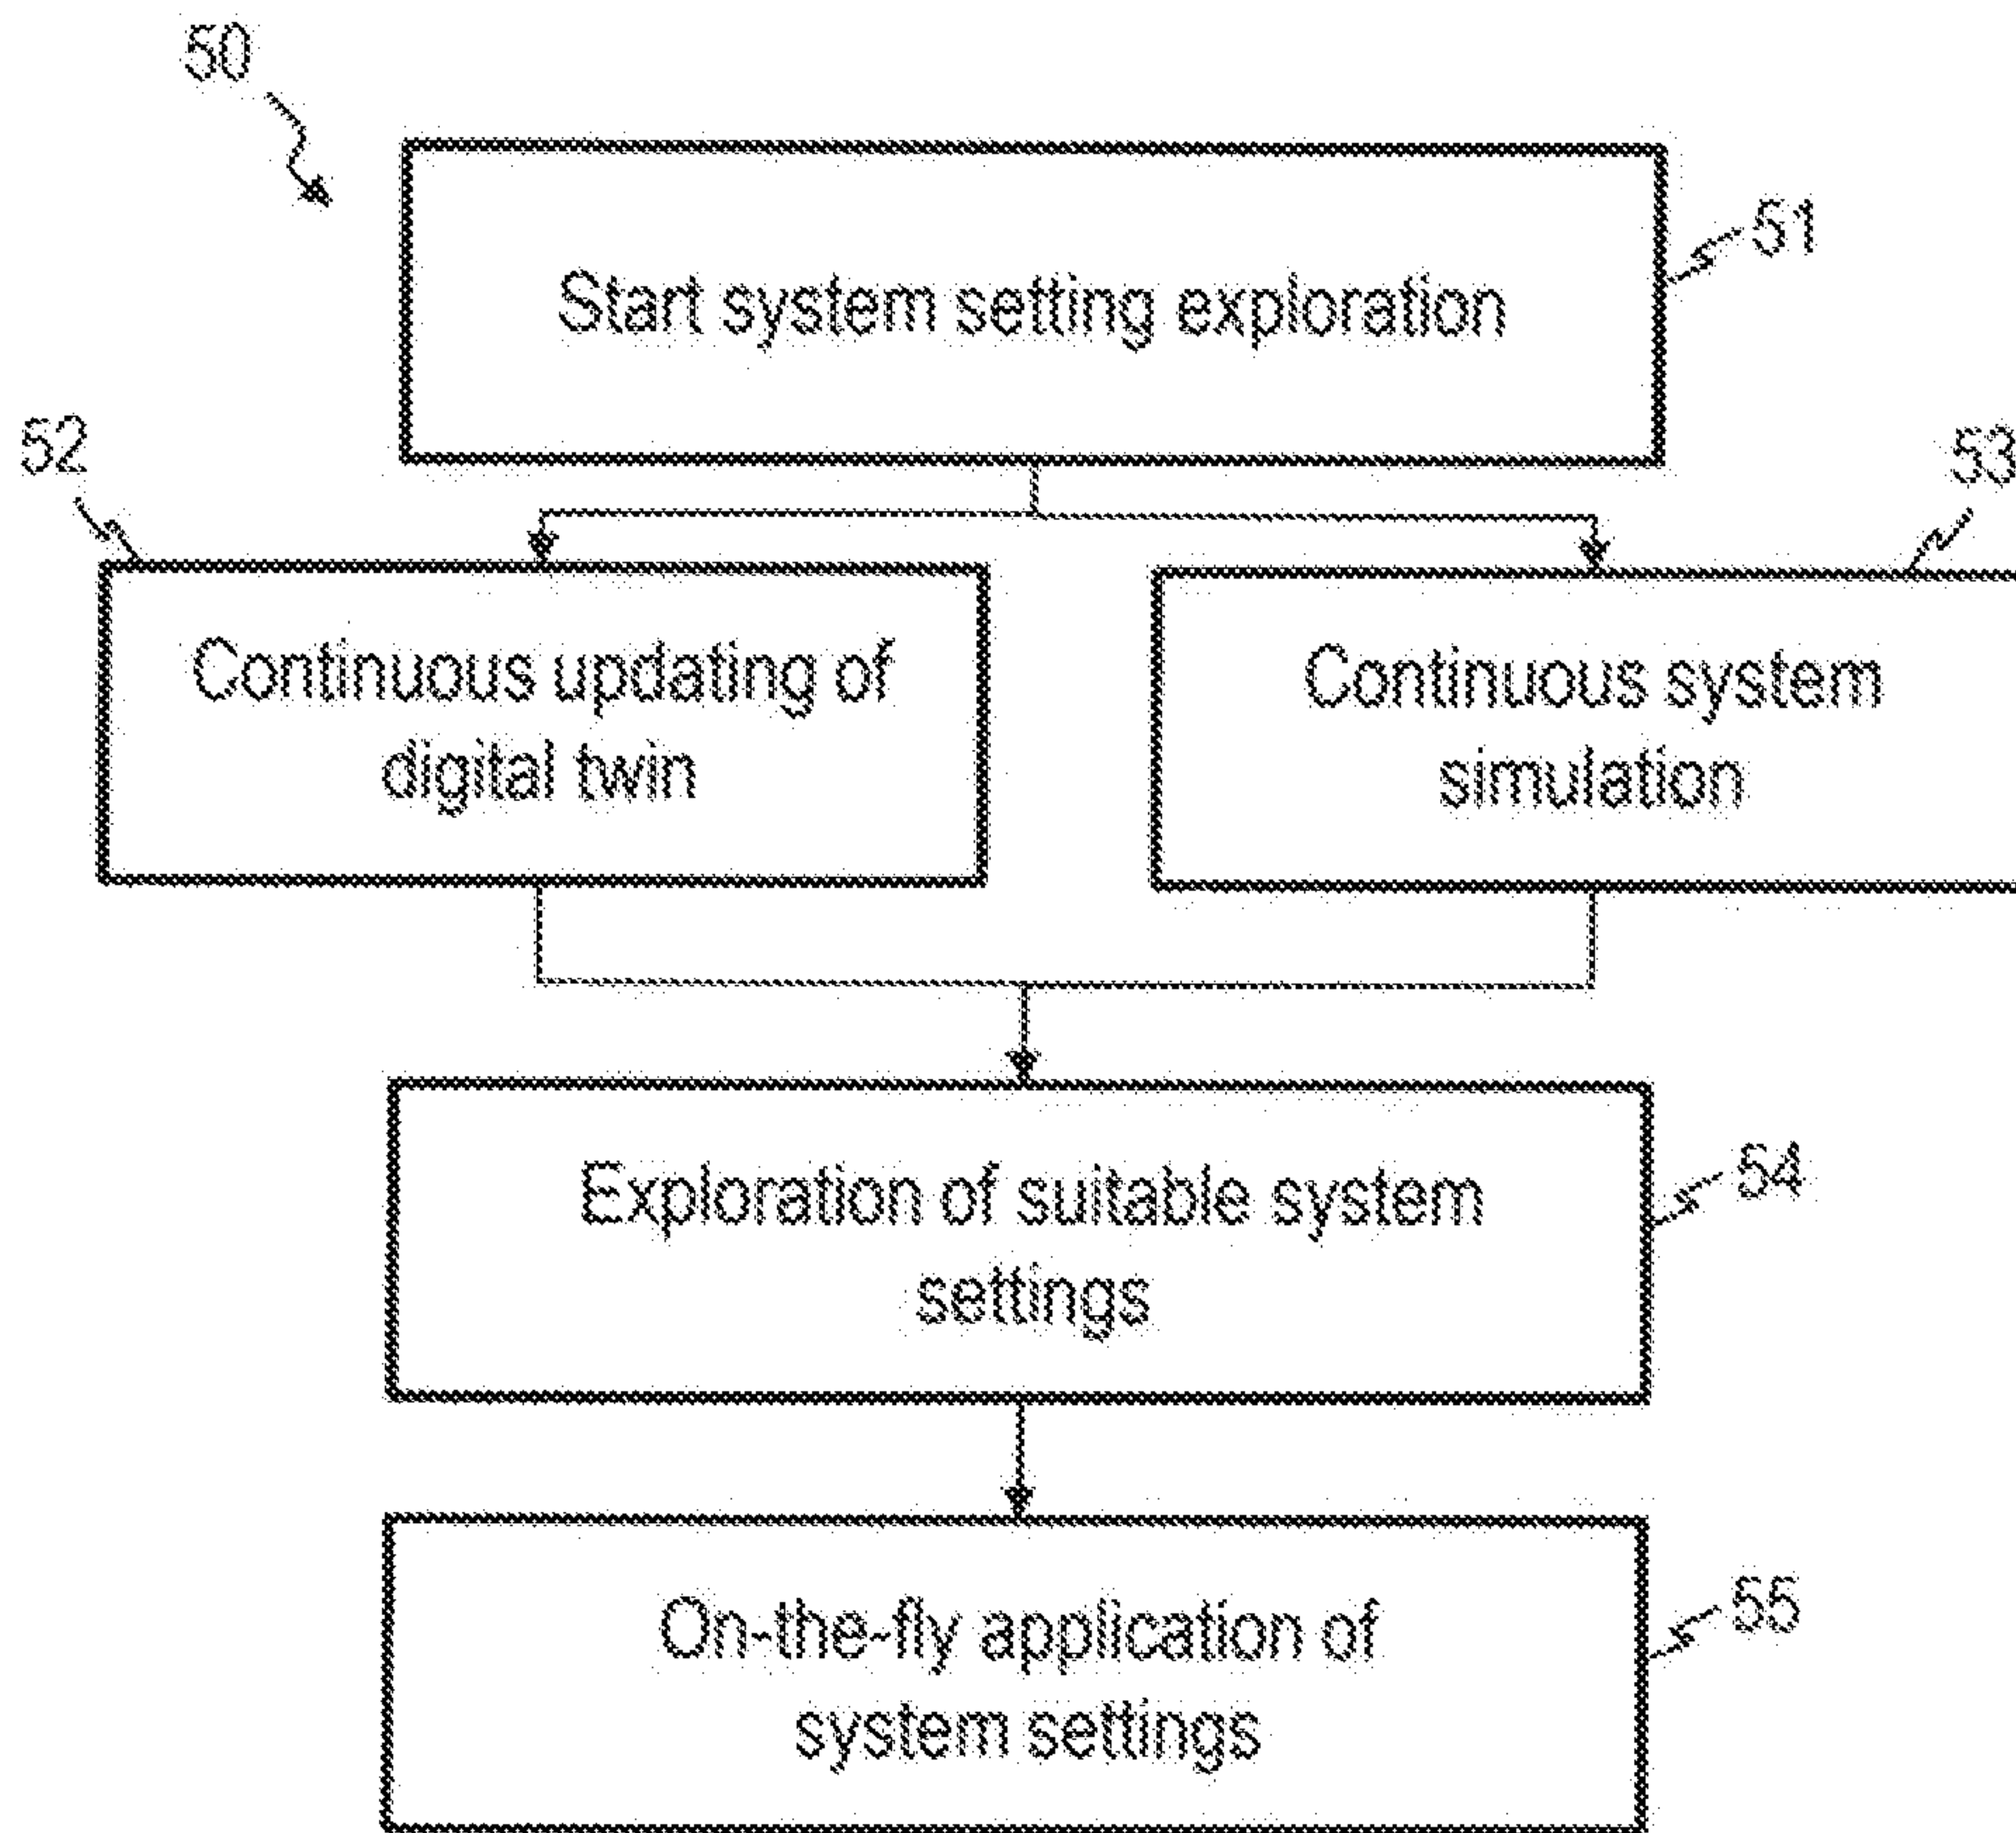 50
Start system setting exploration
51
52
53
Continuous updating of
digital twin
Continuous system
simulation
Exploration of suitable system
settings
54
On-the-fly application of
system settings
55